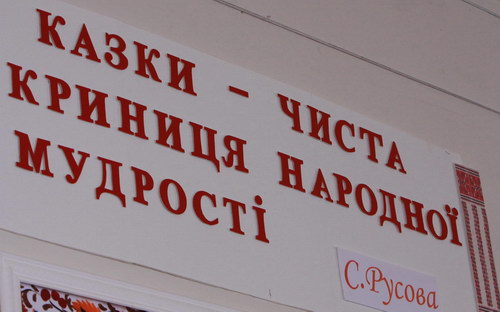 КАЗКИ – ЧИСТА
КРИНИЦЯ НАРОДНОЇ
МУДРОСТІ
С.Русова